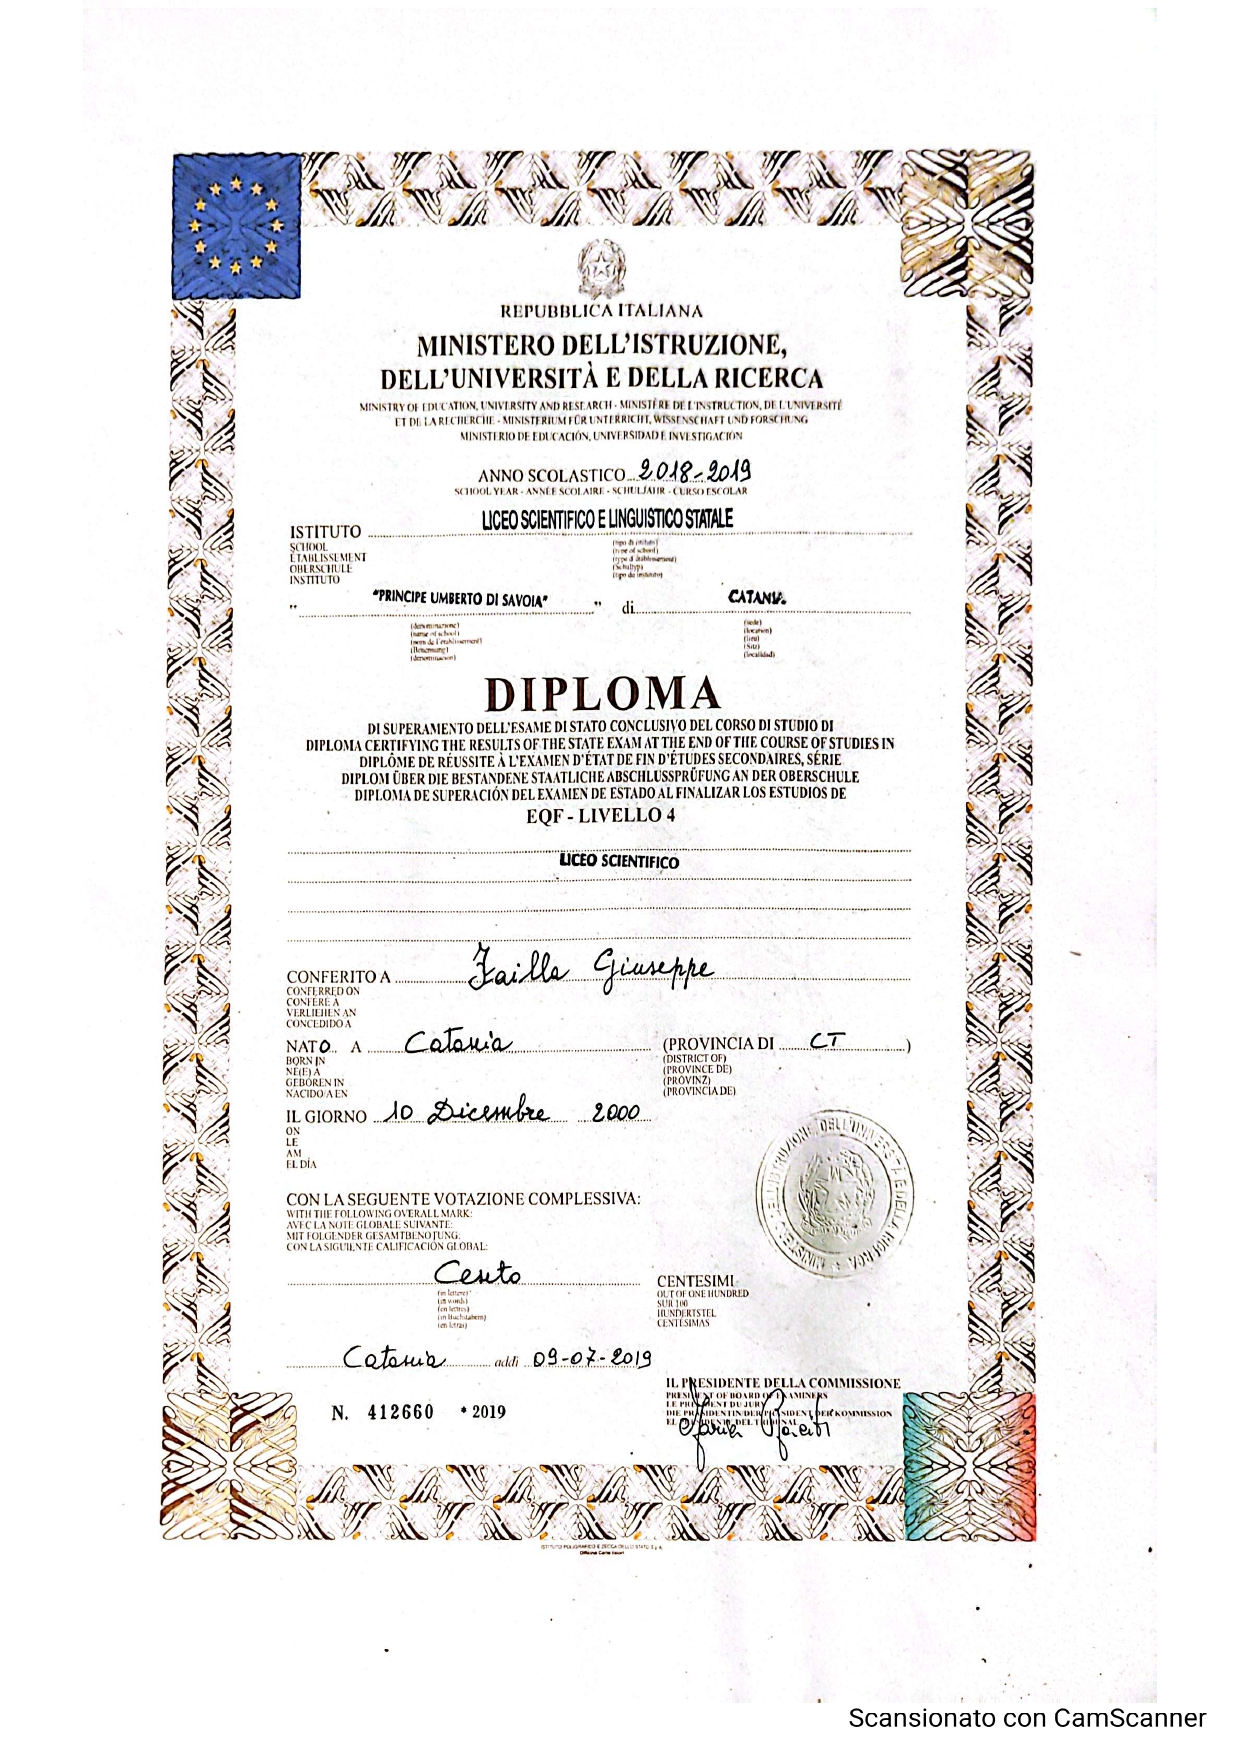 REPUBBLICA ITALIANA
MINISTERO DELL'ISTRUZIONE,
DELL'UNIVERSITÀ E DELLA RICERCA
MINISTRY OF EDUCATION, UNIVERSITY AND RESEARCH - MINISTÈRE DE L'INSTRUCTION, DE L'UNIVERSITÉ
ET DE LA RECHERCHE - MINISTERIUM FÜR UNTERRICHT, WISSENSCHAFT UND FORSCHUNG
MINISTERIO DE EDUCACIÓN, UNIVERSIDAD E INVESTIGACIÓN
ANNO SCOLASTICO 2018-2019
SCHOOL YEAR - ANNÉE SCOLAIRE - SCHULJAHR - CURSO ESCOLAR
ISTITUTO LICEO SCIENTIFICO E LINGUISTICO STATALE
SCHOOL
ÉTABLISSEMENT
OBERSCHULE
INSTITUTO
(tipo di istituto)
(type of school)
(type d'établissement)
(Schultyp)
(tipo de instituto)
" "PRINCIPE UMBERTO DI SAVOIA" " di CATANIA
(denominazione)
(name of school)
(nom de l'établissement)
(Benennung)
(denominación)
(sede)
(location)
(lieu)
(Sitz)
(localidad)
DIPLOMA
DI SUPERAMENTO DELL'ESAME DI STATO CONCLUSIVO DEL CORSO DI STUDIO DI
DIPLOMA CERTIFYING THE RESULTS OF THE STATE EXAM AT THE END OF THE COURSE OF STUDIES IN
DIPLÔME DE RÉUSSITE À L'EXAMEN D'ÉTAT DE FIN D'ÉTUDES SECONDAIRES, SÉRIE
DIPLOM ÜBER DIE BESTANDENE STAATLICHE ABSCHLUSSPRÜFUNG AN DER OBERSCHULE
DIPLOMA DE SUPERACIÓN DEL EXAMEN DE ESTADO AL FINALIZAR LOS ESTUDIOS DE
EQF - LIVELLO 4
LICEO SCIENTIFICO
CONFERITO A Failla Giuseppe
CONFERRED ON
CONFÉRÉ À
VERLIEHEN AN
CONCEDIDO A
NATO A Catania (PROVINCIA DI CT)
BORN IN
NÉ(E) À
GEBOREN IN
NACIDO/A EN
(DISTRICT OF)
(PROVINCE DE)
(PROVINZ)
(PROVINCIA DE)
IL GIORNO 10 Dicembre 2000
ON
LE
AM
EL DÍA
CON LA SEGUENTE VOTAZIONE COMPLESSIVA:
WITH THE FOLLOWING OVERALL MARK:
AVEC LA NOTE GLOBALE SUIVANTE:
MIT FOLGENDER GESAMTBENOTUNG:
CON LA SIGUIENTE CALIFICACIÓN GLOBAL:
Cento CENTESIMI
(in lettere)
(in words)
(en lettres)
(in Buchstaben)
(en letras)
OUT OF ONE HUNDRED
SUR 100
HUNDERTSTEL
CENTÉSIMAS
Catania addì 09-07-2019
IL PRESIDENTE DELLA COMMISSIONE
PRESIDENT OF BOARD OF EXAMINERS
LE PRÉSIDENT DU JURY
DIE PRÄSIDENTIN/DER PRÄSIDENT DER KOMMISSION
EL PRESIDENTE DEL TRIBUNAL
N. 412660 * 2019
ISTITUTO POLIGRAFICO E ZECCA DELLO STATO S.p.A.
Officina Carte Valori
Scansionato con CamScanner